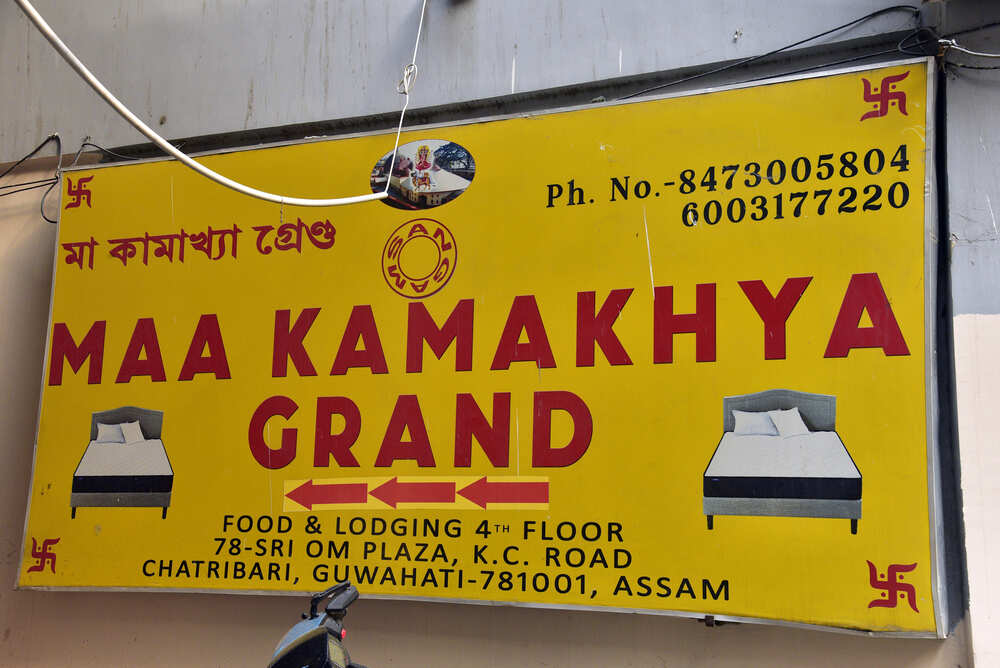 Ph. No.-8473005804
6003177220
মা কামাখ্যা গ্রেণ্ড
SANGAM
MAA KAMAKHYA
GRAND
FOOD & LODGING 4TH FLOOR
78-SRI OM PLAZA, K.C. ROAD
CHATRIBARI, GUWAHATI-781001, ASSAM